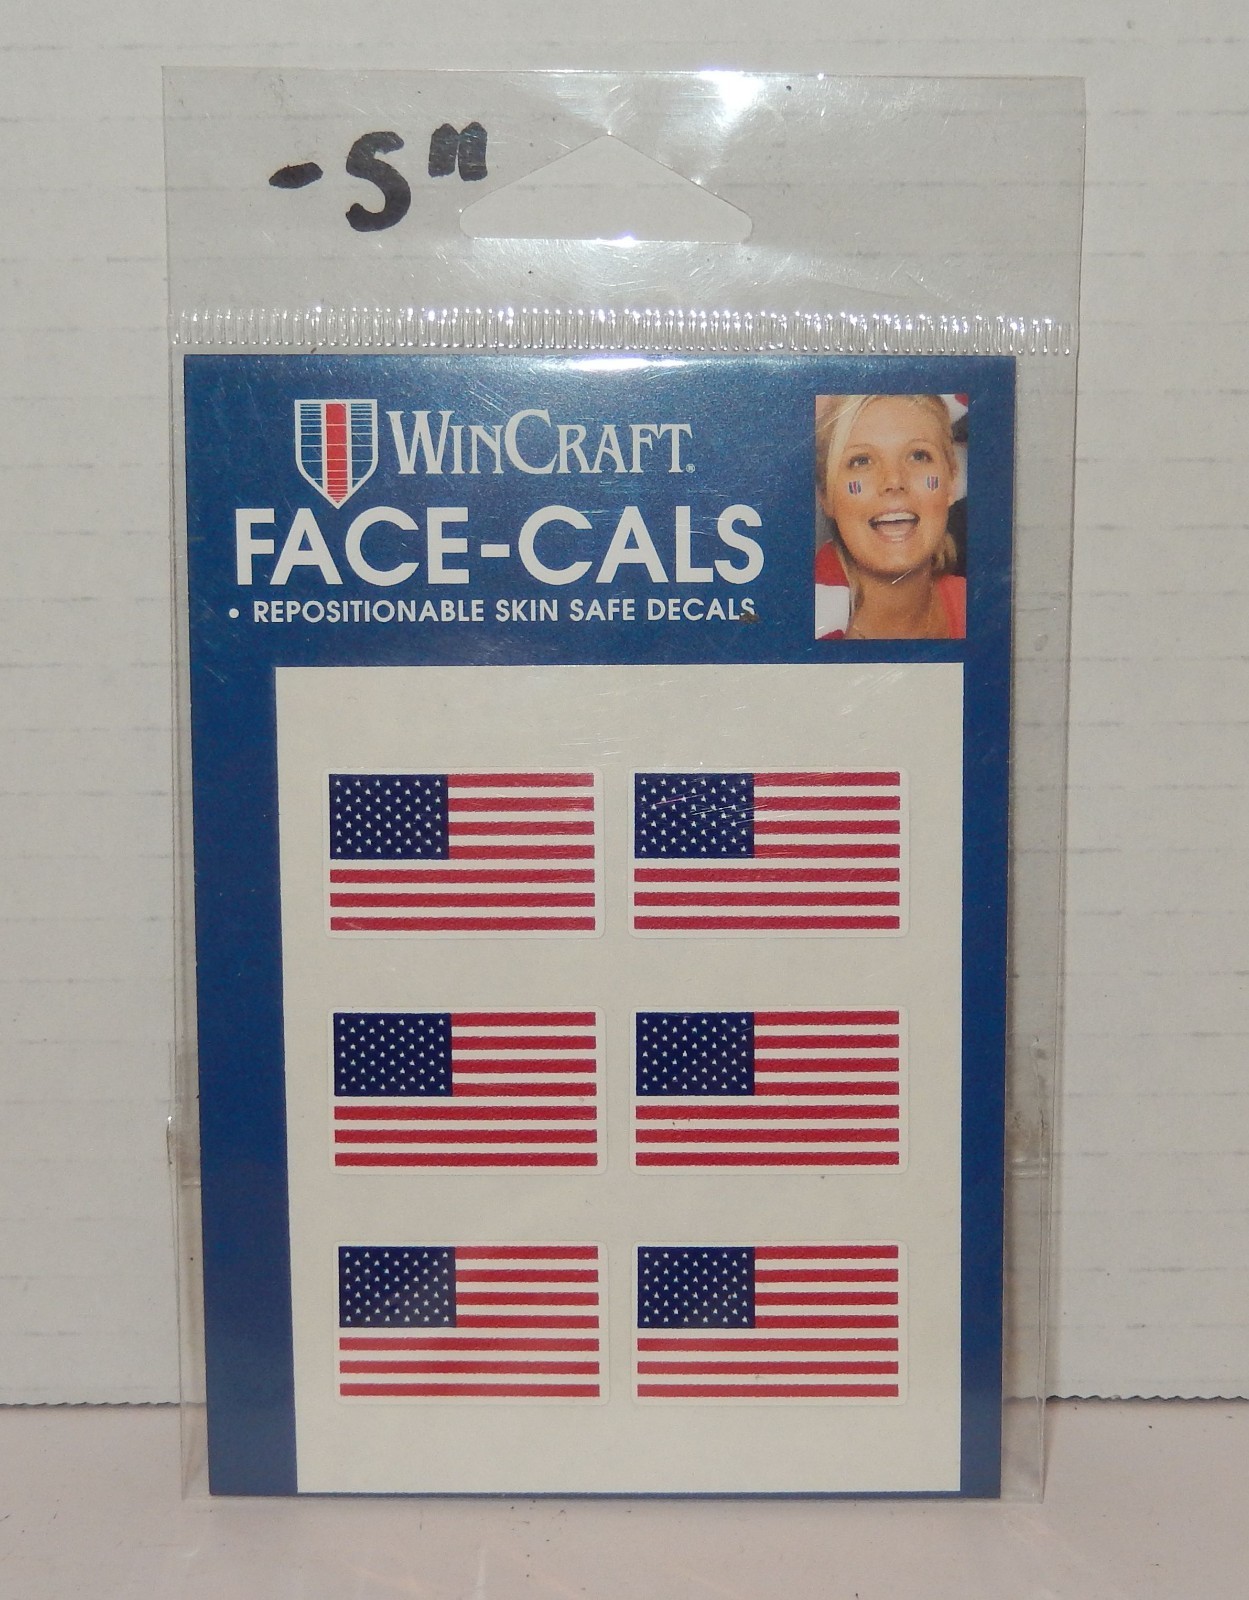 -5"
WINCRAFT®
FACE-CALS
• REPOSITIONABLE SKIN SAFE DECALS